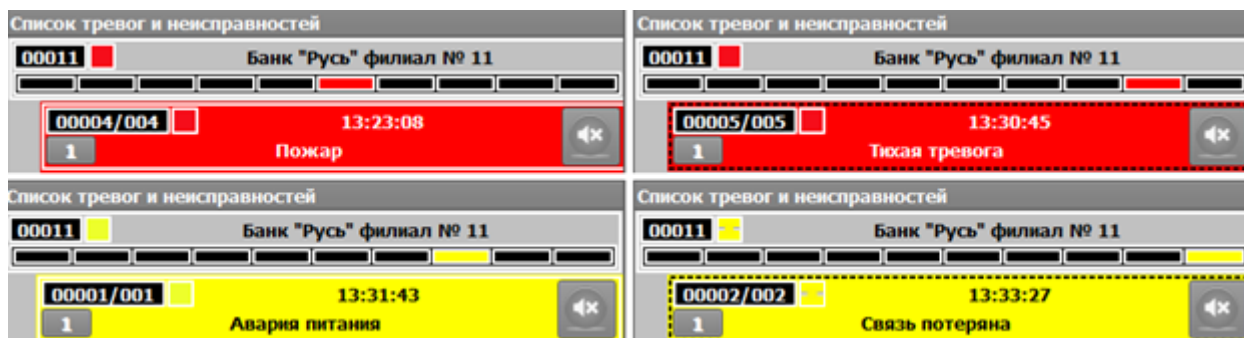 Список тревог и неисправностей
00011 Банк "Русь" филиал № 11
00004/004 13:23:08
1 Пожар
Список тревог и неисправностей
00011 Банк "Русь" филиал № 11
00005/005 13:30:45
1 Тихая тревога
Список тревог и неисправностей
00011 Банк "Русь" филиал № 11
00001/001 13:31:43
1 Авария питания
Список тревог и неисправностей
00011 Банк "Русь" филиал № 11
00002/002 13:33:27
1 Связь потеряна